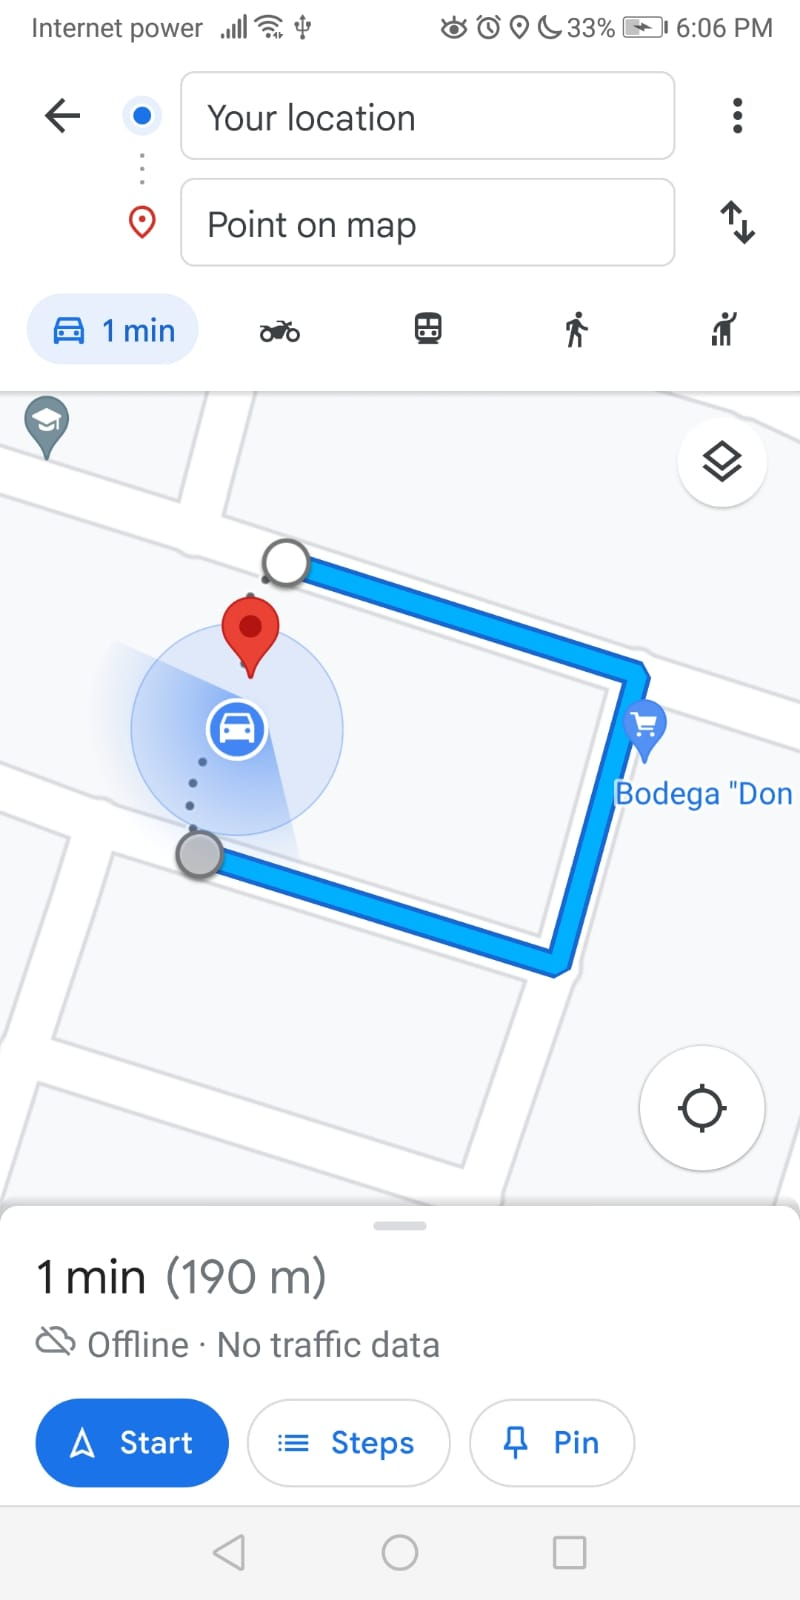 Internet power 33% 6:06 PM
Your location
Point on map
1 min
Bodega "Don
1 min (190 m)
Offline · No traffic data
Start Steps Pin